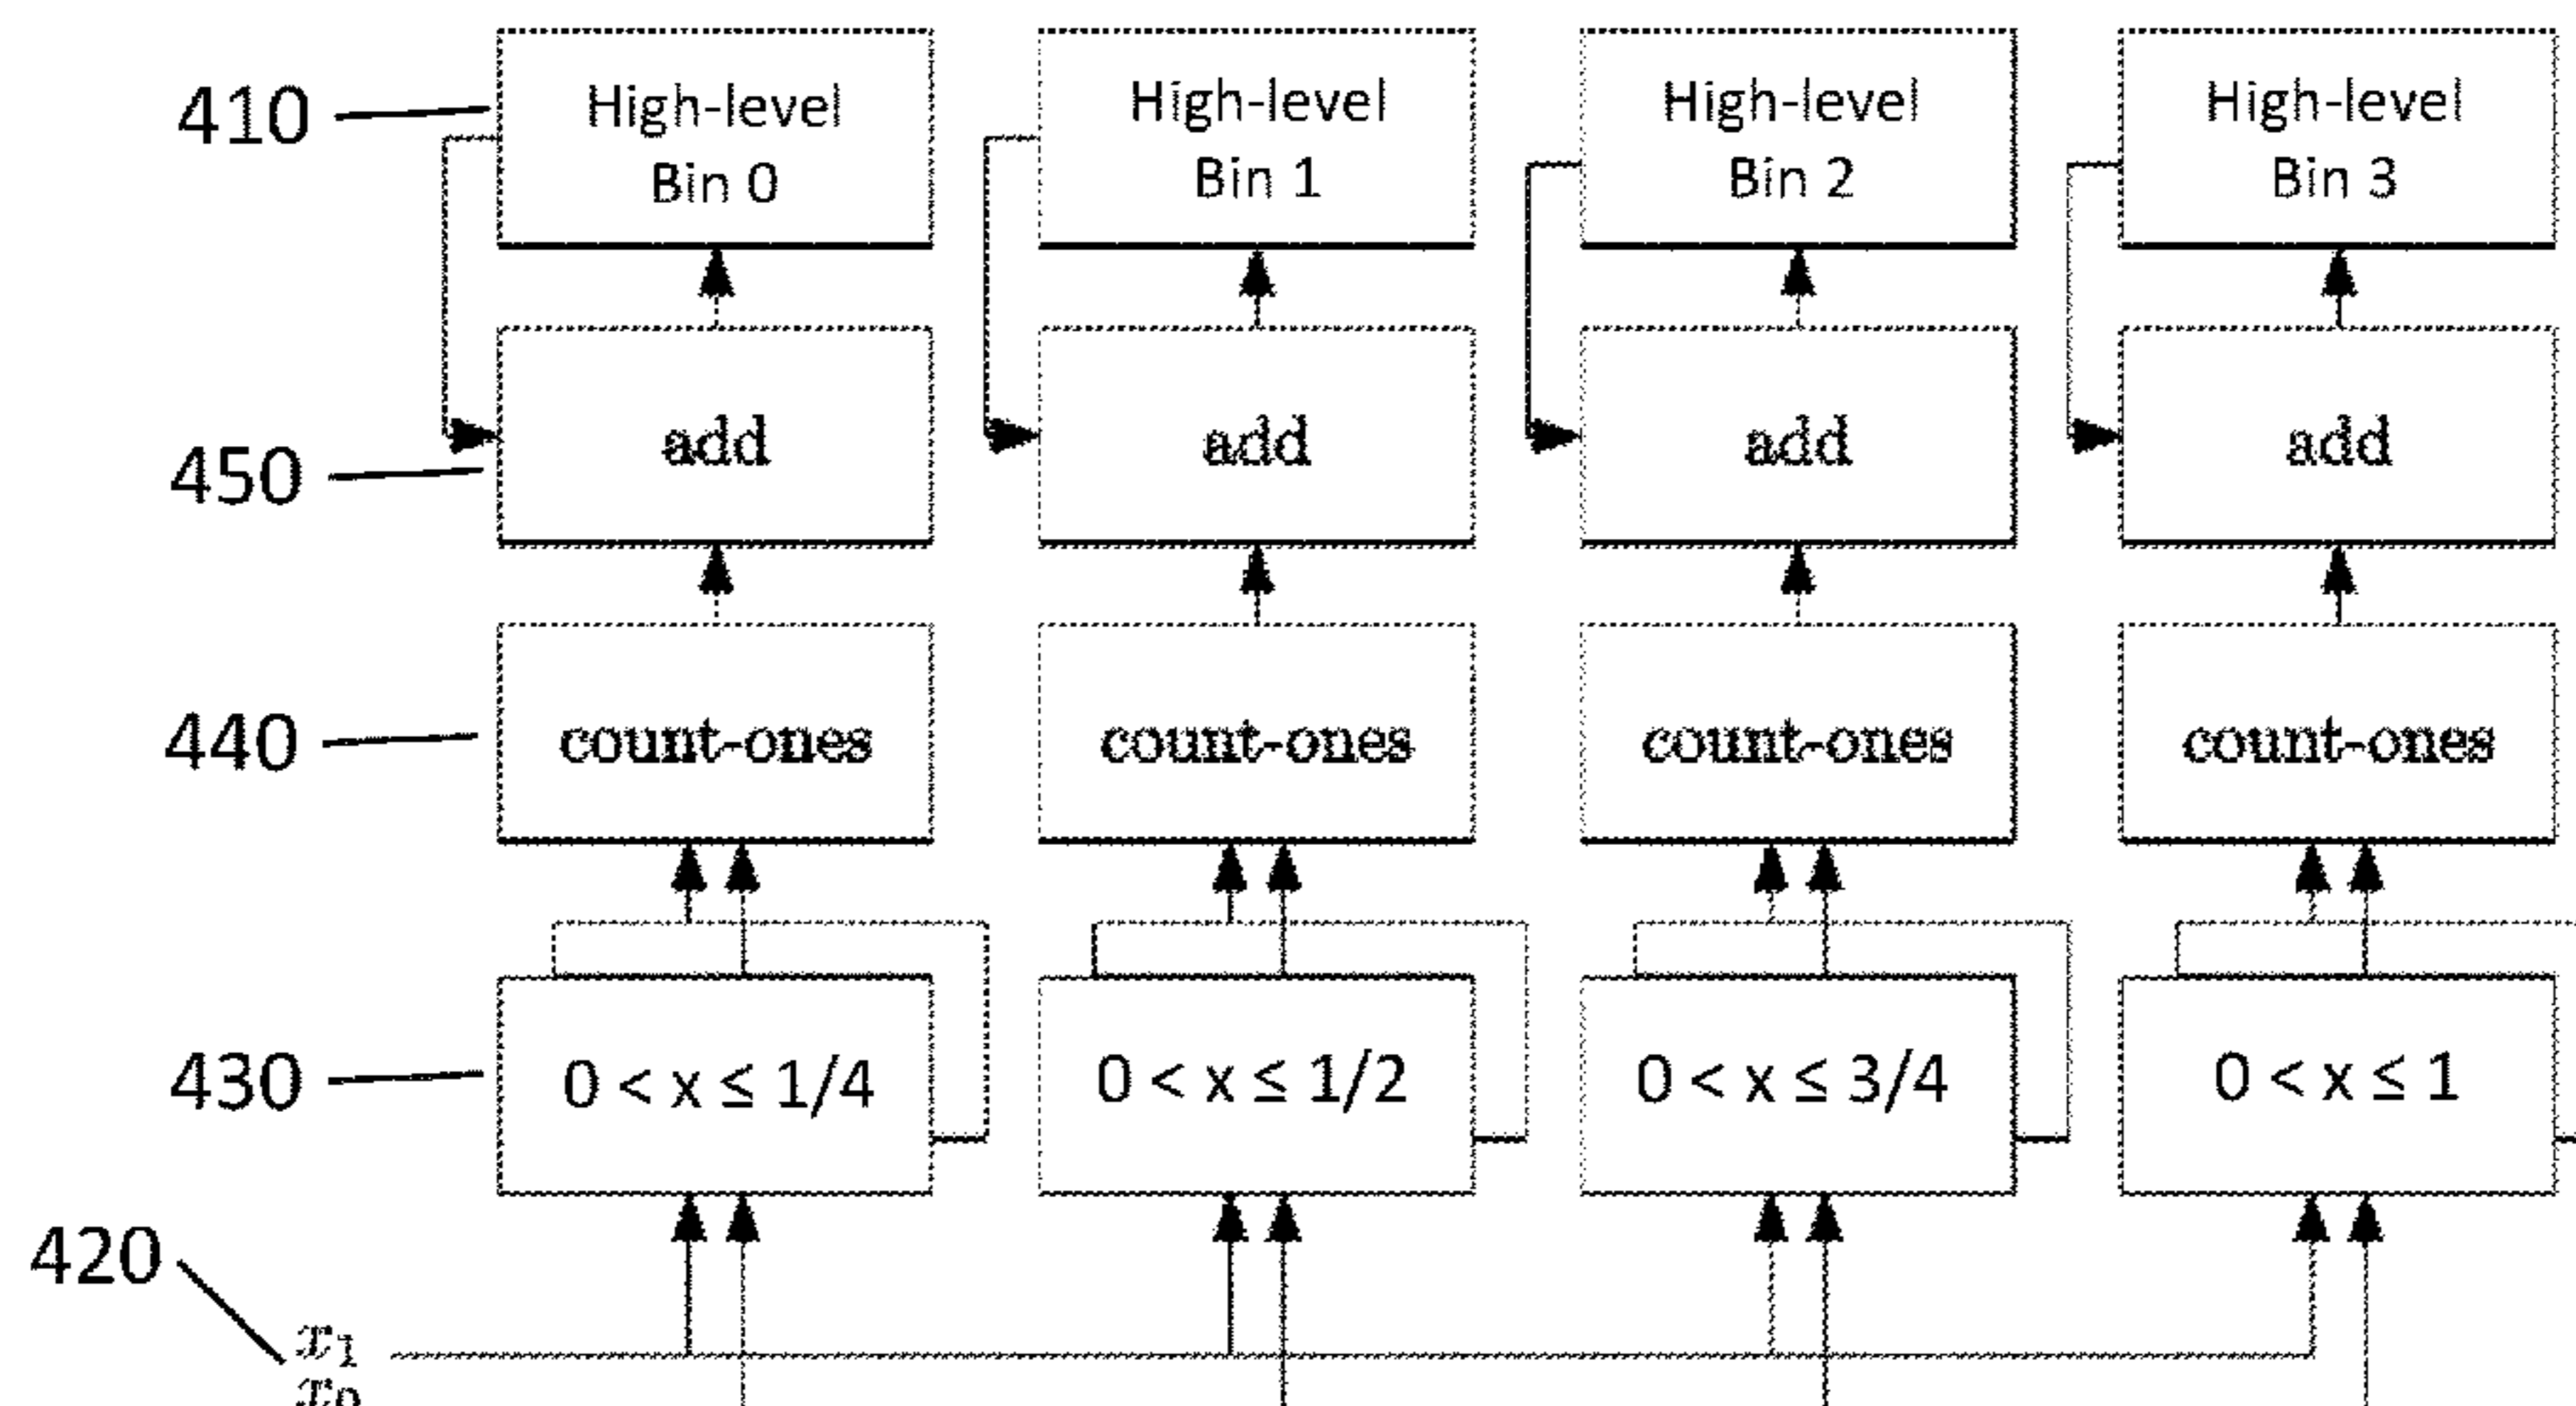 410
High-level
Bin 0
High-level
Bin 1
High-level
Bin 2
High-level
Bin 3
450
add
add
add
add
440
count-ones
count-ones
count-ones
count-ones
430
0 < x ≤ 1/4
0 < x ≤ 1/2
0 < x ≤ 3/4
0 < x ≤ 1
420
x₁